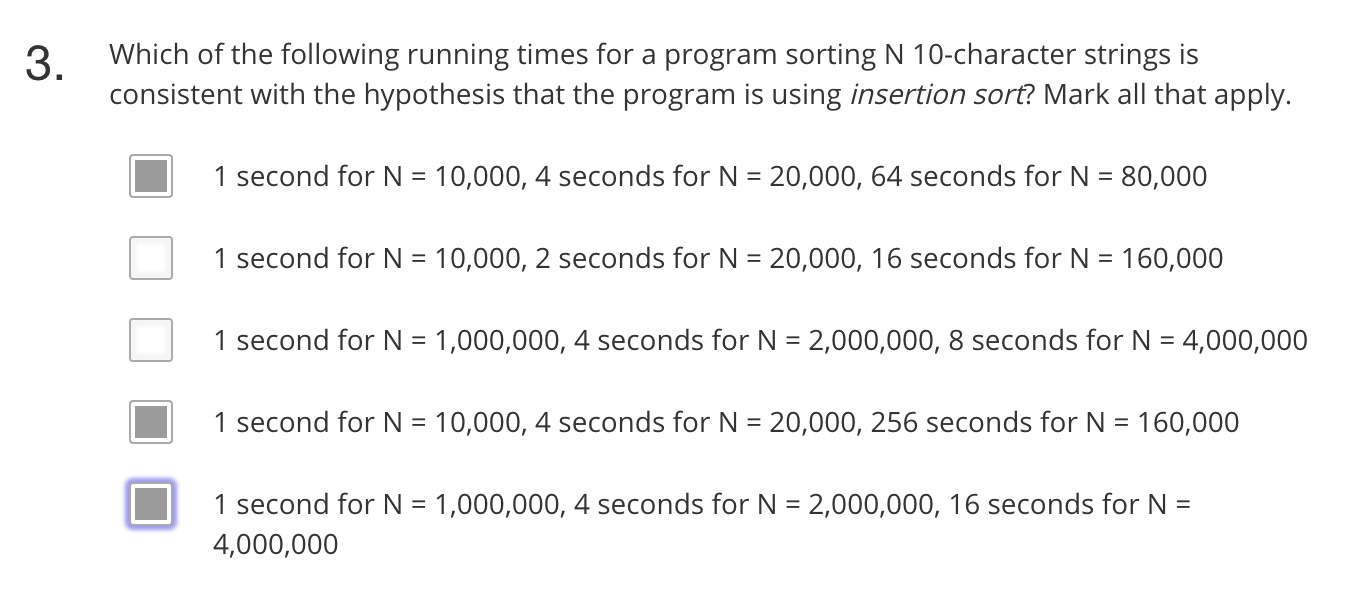 3. Which of the following running times for a program sorting N 10-character strings is
consistent with the hypothesis that the program is using insertion sort? Mark all that apply.
1 second for N = 10,000, 4 seconds for N = 20,000, 64 seconds for N = 80,000
1 second for N = 10,000, 2 seconds for N = 20,000, 16 seconds for N = 160,000
1 second for N = 1,000,000, 4 seconds for N = 2,000,000, 8 seconds for N = 4,000,000
1 second for N = 10,000, 4 seconds for N = 20,000, 256 seconds for N = 160,000
1 second for N = 1,000,000, 4 seconds for N = 2,000,000, 16 seconds for N =
4,000,000